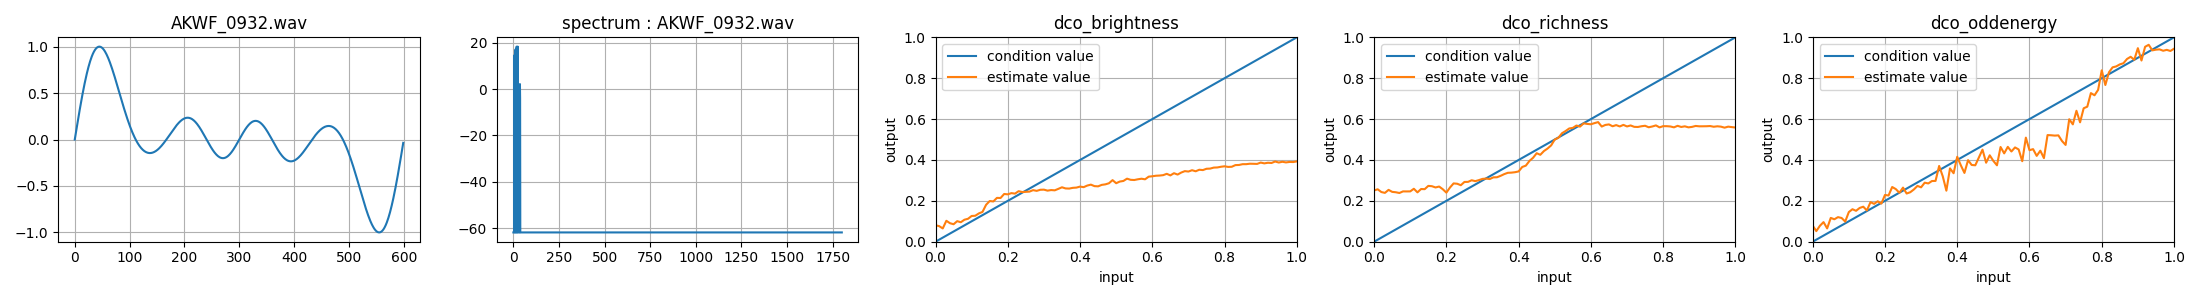 AKWF_0932.wav
1.0
0.5
0.0
−0.5
−1.0
0 100 200 300 400 500 600
spectrum : AKWF_0932.wav
20
0
−20
−40
−60
0 250 500 750 1000 1250 1500 1750
dco_brightness
condition value
estimate value
output
1.0
0.8
0.6
0.4
0.2
0.0
0.0 0.2 0.4 0.6 0.8 1.0
input
dco_richness
condition value
estimate value
output
1.0
0.8
0.6
0.4
0.2
0.0
0.0 0.2 0.4 0.6 0.8 1.0
input
dco_oddenergy
condition value
estimate value
output
1.0
0.8
0.6
0.4
0.2
0.0
0.0 0.2 0.4 0.6 0.8 1.0
input